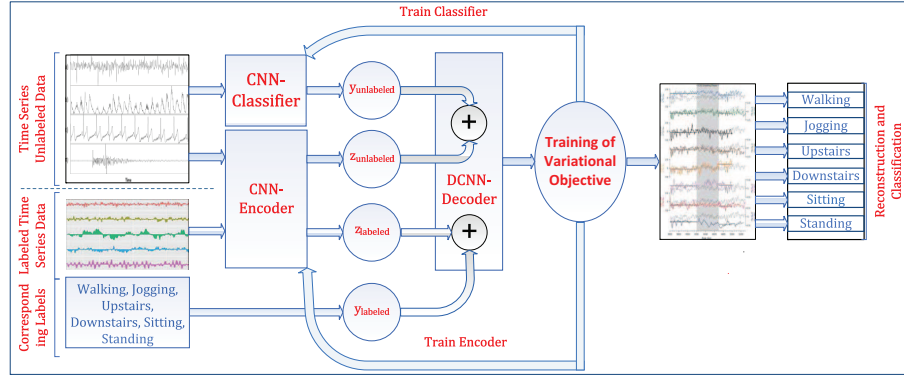 Train Classifier
Time Series
Unlabeled Data
CNN-
Classifier
yunlabeled
+
CNN-
Encoder
zunlabeled
DCNN-
Decoder
Training of
Variational
Objective
Walking
Jogging
Upstairs
Downstairs
Sitting
Standing
Reconstruction and
Classification
Labeled Time
Series Data
zlabeled
+
Correspond
ing Labels
Walking, Jogging,
Upstairs,
Downstairs, Sitting,
Standing
ylabeled
Train Encoder